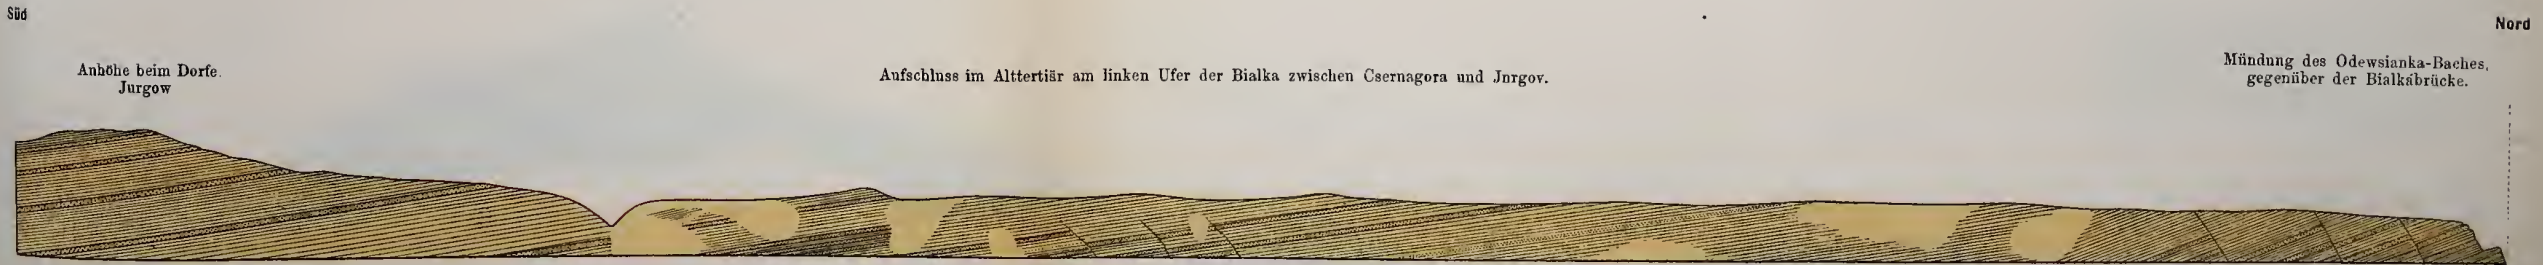 Süd
Nord
Anhöhe beim Dorfe.
Jurgow
Aufschluss im Alttertiär am linken Ufer der Bialka zwischen Csernagora und Jnrgov.
Mündung des Odewsianka-Baches,
gegenüber der Bialkabrücke.